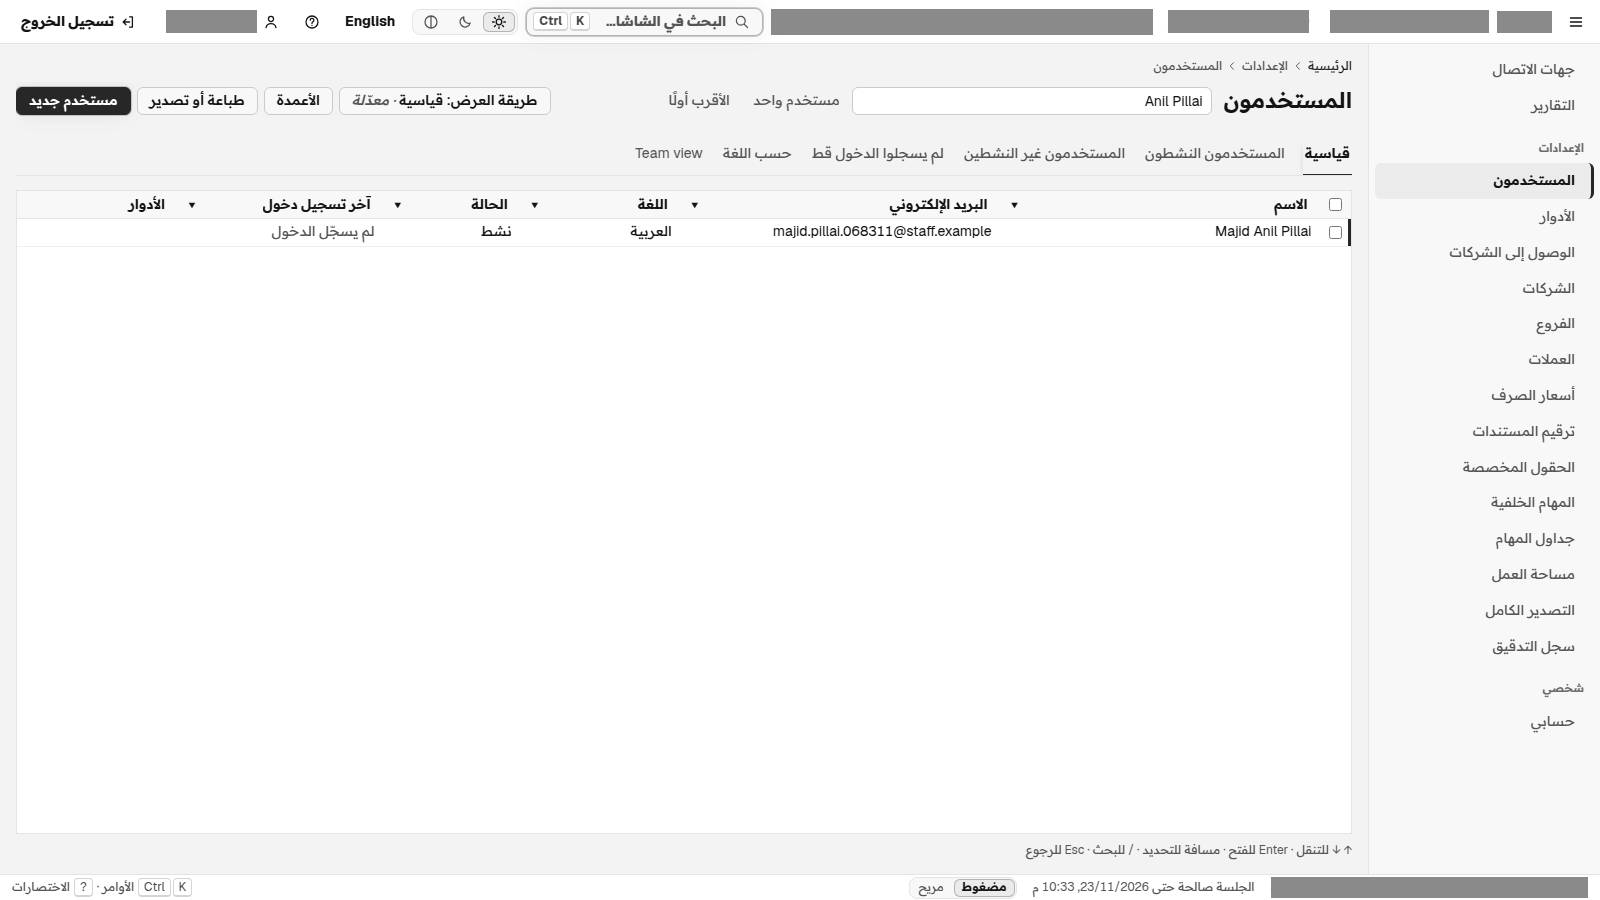 البحث في الشاشا... Ctrl K
English
تسجيل الخروج
جهات الاتصال
التقارير
الإعدادات
المستخدمون
الأدوار
الوصول إلى الشركات
الشركات
الفروع
العملات
أسعار الصرف
ترقيم المستندات
الحقول المخصصة
المهام الخلفية
جداول المهام
مساحة العمل
التصدير الكامل
سجل التدقيق
شخصي
حسابي
الرئيسية الإعدادات المستخدمون
المستخدمون Anil Pillai مستخدم واحد الأقرب أولًا طريقة العرض: قياسية · معدّلة الأعمدة طباعة أو تصدير مستخدم جديد
قياسية المستخدمون النشطون المستخدمون غير النشطين لم يسجلوا الدخول قط حسب اللغة Team view
الاسم ▼ البريد الإلكتروني ▼ اللغة ▼ الحالة ▼ آخر تسجيل دخول ▼ الأدوار
Majid Anil Pillai majid.pillai.068311@staff.example العربية نشط لم يسجّل الدخول
↑↓ للتنقل · Enter للفتح · مسافة للتحديد · / للبحث · Esc للرجوع
الجلسة صالحة حتى 23/11/2026, 10:33 م مضغوط مريح Ctrl K الأوامر · ? الاختصارات